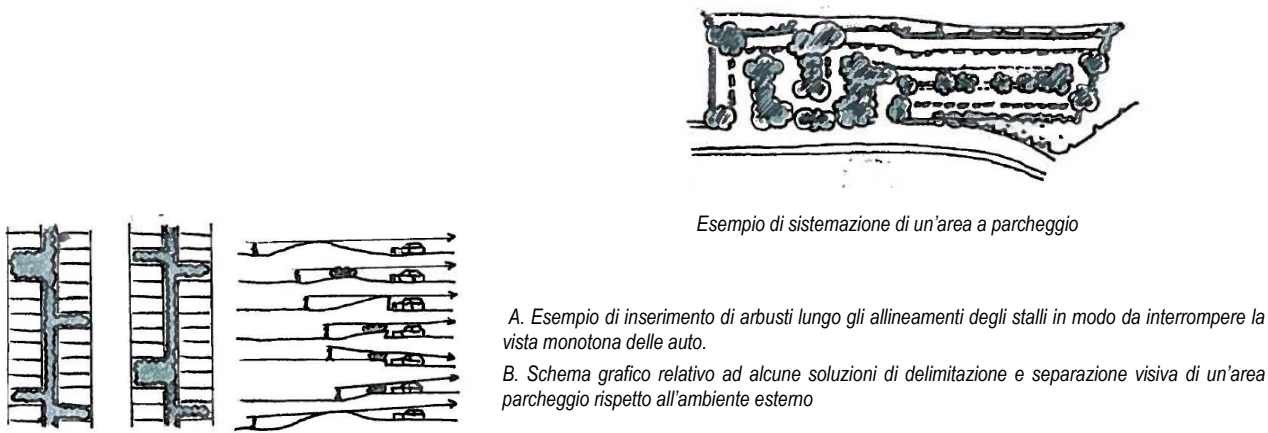 Esempio di sistemazione di un'area a parcheggio
A. Esempio di inserimento di arbusti lungo gli allineamenti degli stalli in modo da interrompere la
vista monotona delle auto.
B. Schema grafico relativo ad alcune soluzioni di delimitazione e separazione visiva di un'area
parcheggio rispetto all'ambiente esterno